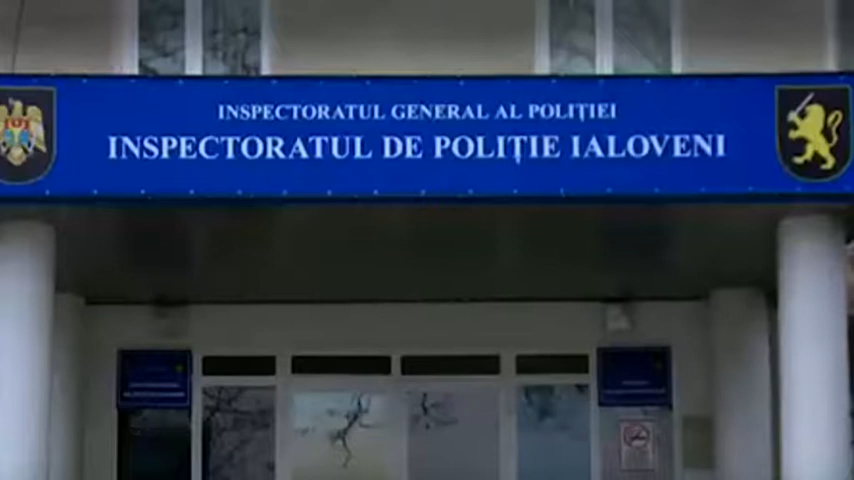 INSPECTORATUL GENERAL AL POLIȚIEI
INSPECTORATUL DE POLIȚIE IALOVENI